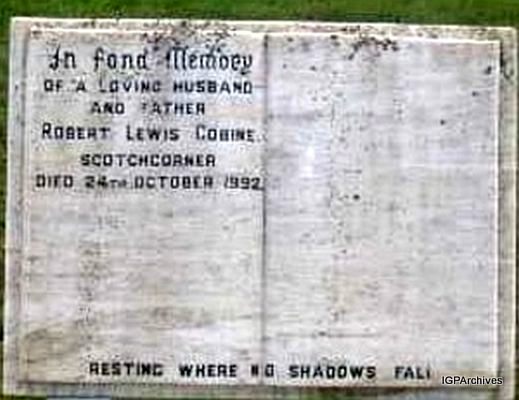 In fond Memory
OF A LOVING HUSBAND
AND FATHER
ROBERT LEWIS COBINE
SCOTCHCORNER
DIED 24TH OCTOBER 1992
RESTING WHERE NO SHADOWS FALL
IGPArchives